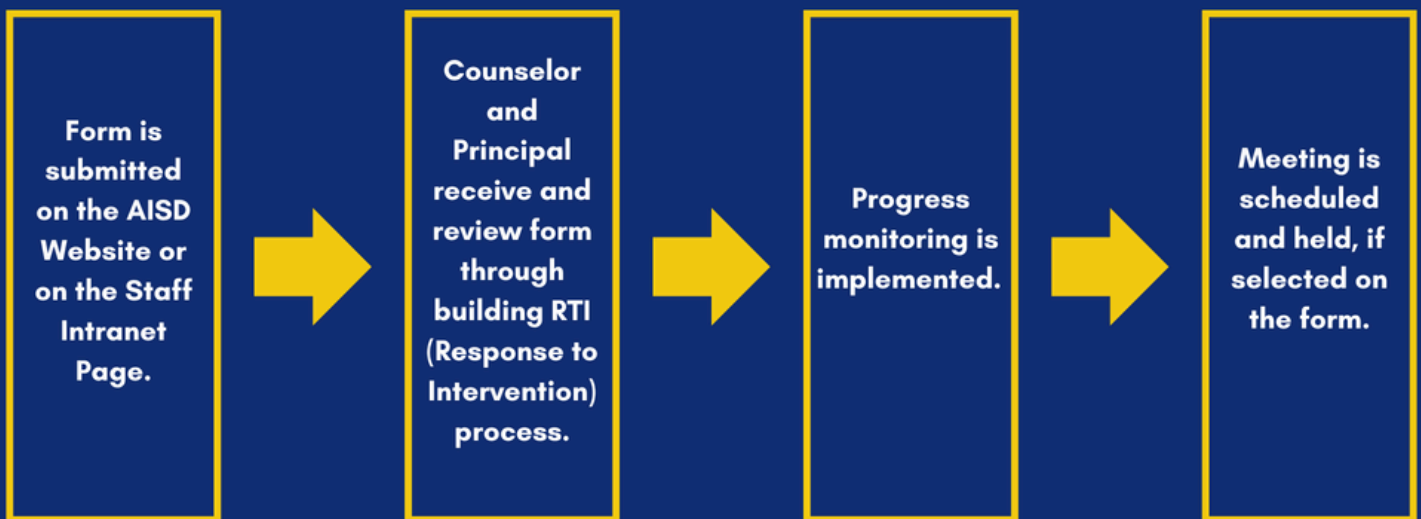 Form is
submitted
on the AISD
Website or
on the Staff
Intranet
Page.
Counselor
and
Principal
receive and
review form
through
building RTI
(Response to
Intervention)
process.
Progress
monitoring is
implemented.
Meeting is
scheduled
and held, if
selected on
the form.